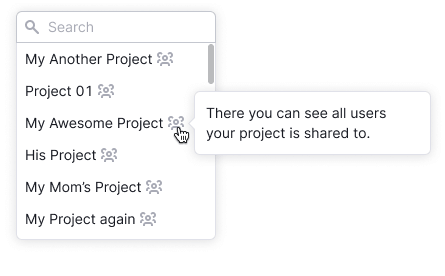 Search
My Another Project
Project 01
My Awesome Project
There you can see all users
your project is shared to.
His Project
My Mom’s Project
My Project again